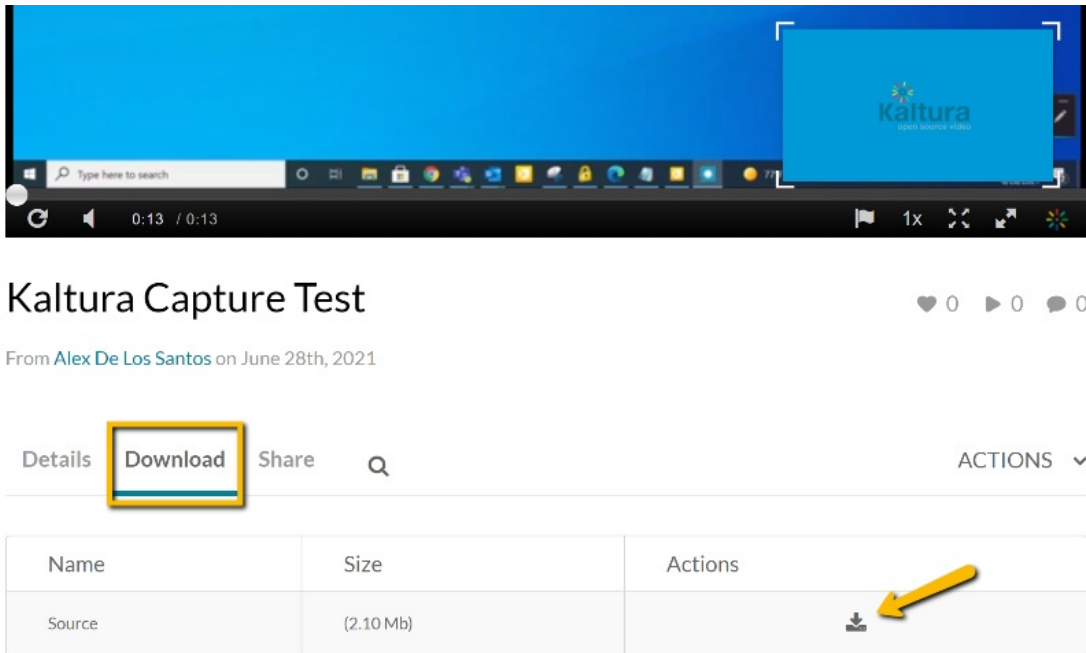 Kaltura
open source video
Type here to search
77
0:13 / 0:13
1x
Kaltura Capture Test
0 0 0
From Alex De Los Santos on June 28th, 2021
Details Download Share
ACTIONS
Name Size Actions
Source (2.10 Mb)